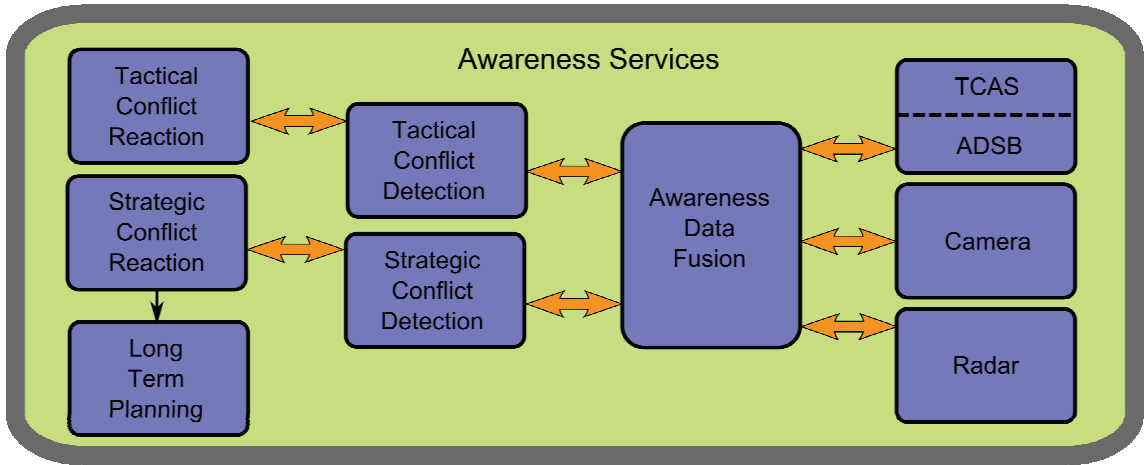 Awareness Services
Tactical
Conflict
Reaction
Strategic
Conflict
Reaction
Long
Term
Planning
Tactical
Conflict
Detection
Strategic
Conflict
Detection
Awareness
Data
Fusion
TCAS
ADSB
Camera
Radar